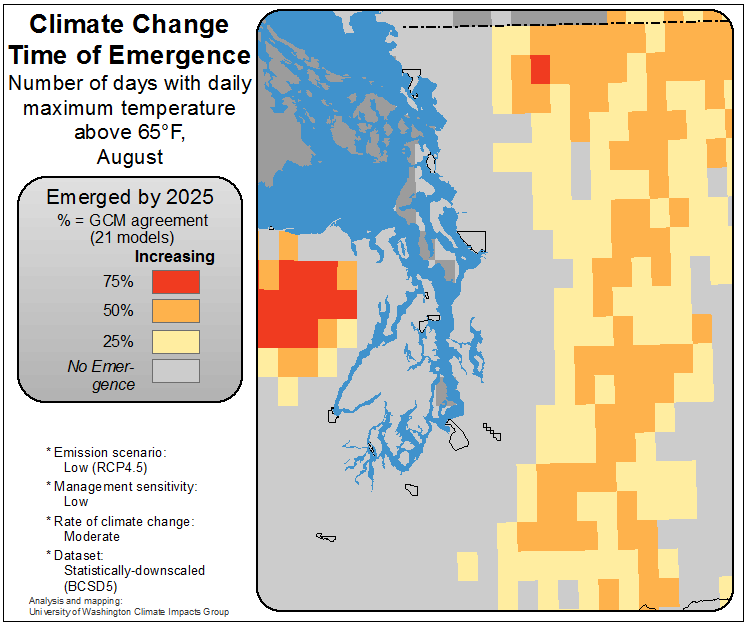 Climate Change
Time of Emergence
Number of days with daily
maximum temperature
above 65°F,
August
Emerged by 2025
% = GCM agreement
(21 models)
Increasing
75%
50%
25%
No Emer-
gence
* Emission scenario:
Low (RCP4.5)
* Management sensitivity:
Low
* Rate of climate change:
Moderate
* Dataset:
Statistically-downscaled
(BCSD5)
Analysis and mapping:
University of Washington Climate Impacts Group